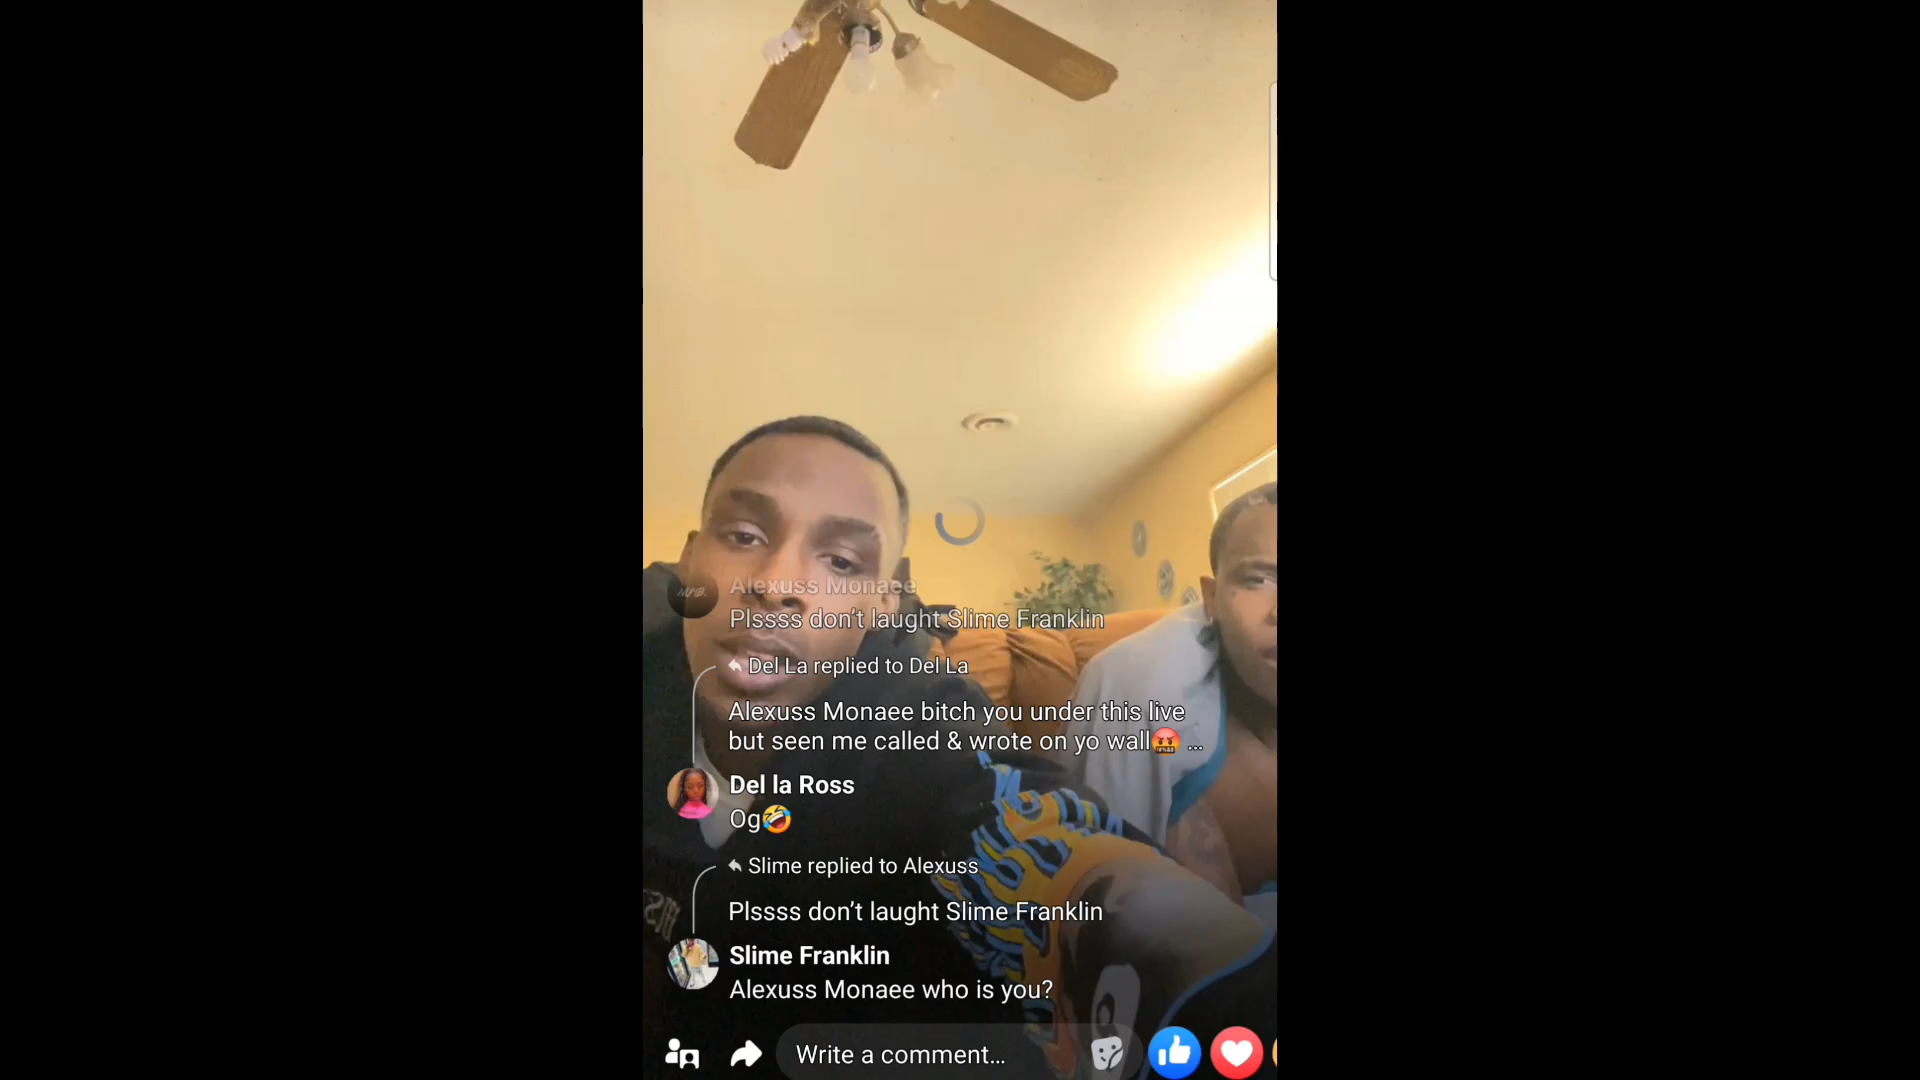 Alexuss Monaee
Plssss don't laught Slime Franklin
Del La replied to Del La
Alexuss Monaee bitch you under this live
but seen me called & wrote on yo wall🤬 ...
Del la Ross
Og🤣
Slime replied to Alexuss
Plssss don't laught Slime Franklin
Slime Franklin
Alexuss Monaee who is you?
Write a comment...